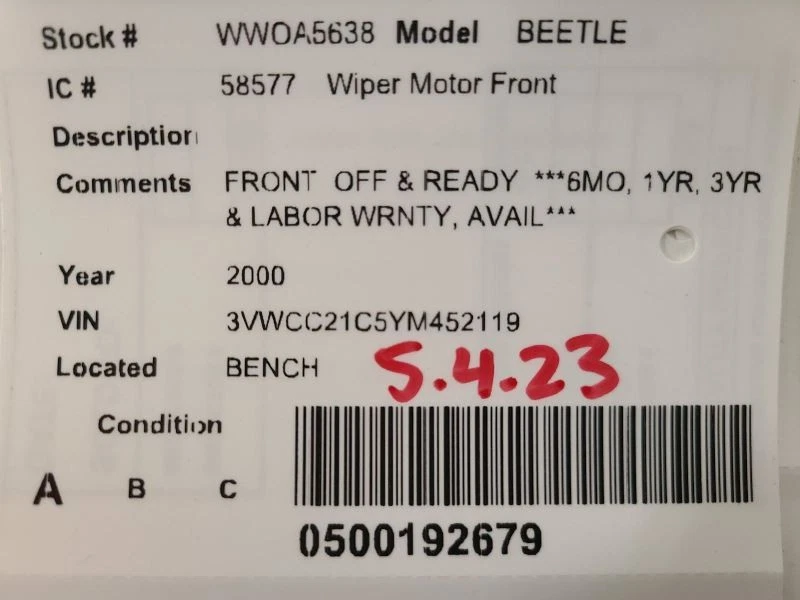 Stock # WWOA5638 Model BEETLE
IC # 58577 Wiper Motor Front
Description
Comments FRONT OFF & READY ***6MO, 1YR, 3YR
& LABOR WRNTY, AVAIL***
Year 2000
VIN 3VWCC21C5YM452119
Located BENCH 5.4.23
Condition
A B C
0500192679